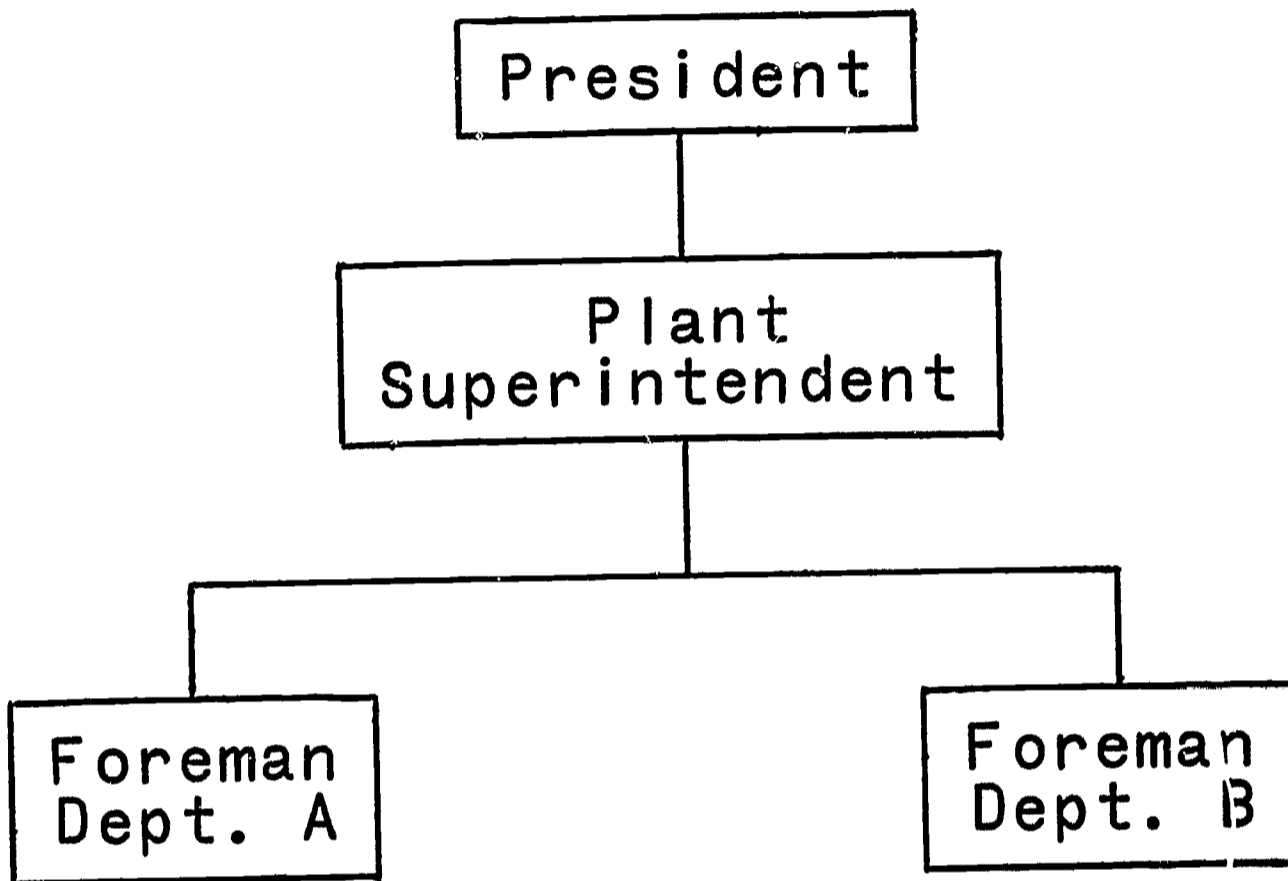 President
Plant
Superintendent
Foreman
Dept. A
Foreman
Dept. B